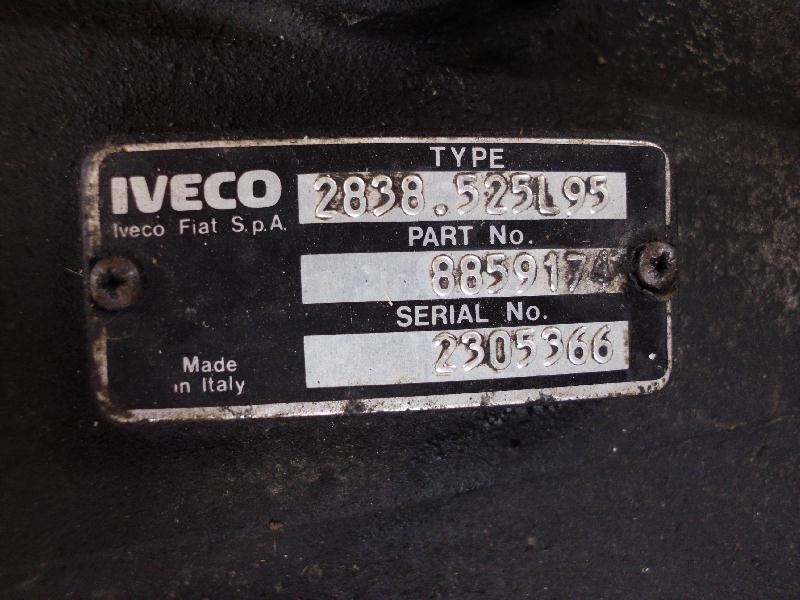 IVECO
Iveco Fiat S.p.A.
TYPE
2838.525L95
PART No.
8859174
SERIAL No.
2305366
Made
in Italy